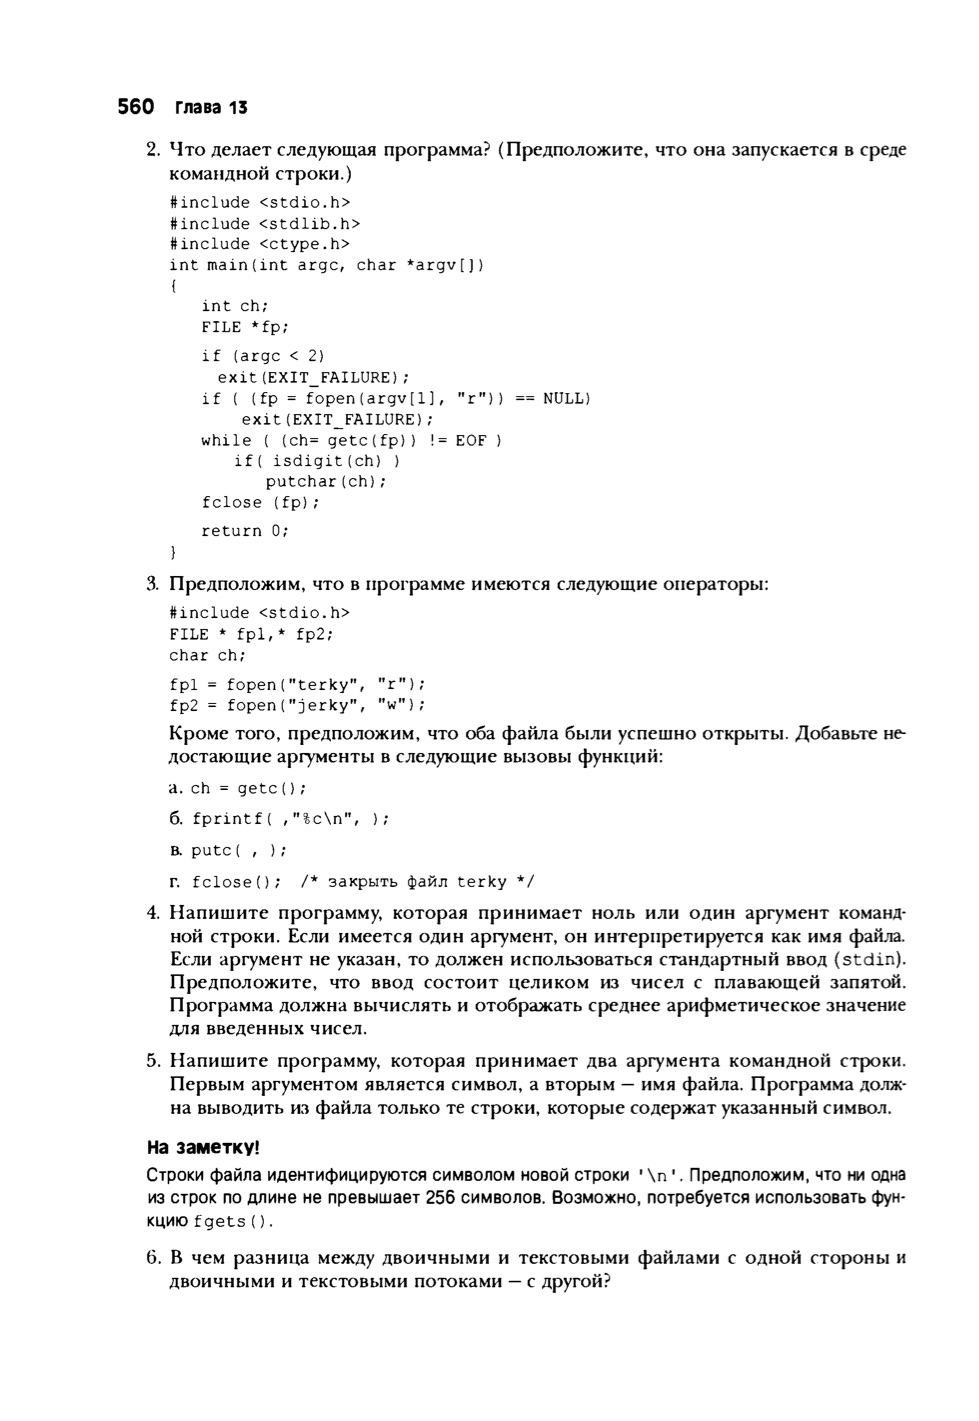 560 Глава 13
2. Что делает следующая программа? (Предположите, что она запускается в среде
командной строки.)
#include <stdio.h>
#include <stdlib.h>
#include <ctype.h>
int main(int argc, char *argv[])
{
int ch;
FILE *fp;
if (argc < 2)
exit(EXIT_FAILURE);
if ( (fp = fopen(argv[1], "r")) == NULL)
exit(EXIT_FAILURE);
while ( (ch= getc(fp)) != EOF )
if( isdigit(ch) )
putchar(ch);
fclose (fp);
return 0;
}
3. Предположим, что в программе имеются следующие операторы:
#include <stdio.h>
FILE * fp1,* fp2;
char ch;
fp1 = fopen("terky", "r");
fp2 = fopen("jerky", "w");
Кроме того, предположим, что оба файла были успешно открыты. Добавьте не-
достающие аргументы в следующие вызовы функций:
а. ch = getc();
б. fprintf( ,"%c\n", );
в. putc( , );
г. fclose(); /* закрыть файл terky */
4. Напишите программу, которая принимает ноль или один аргумент команд-
ной строки. Если имеется один аргумент, он интерпретируется как имя файла.
Если аргумент не указан, то должен использоваться стандартный ввод (stdin).
Предположите, что ввод состоит целиком из чисел с плавающей запятой.
Программа должна вычислять и отображать среднее арифметическое значение
для введенных чисел.
5. Напишите программу, которая принимает два аргумента командной строки.
Первым аргументом является символ, а вторым — имя файла. Программа долж-
на выводить из файла только те строки, которые содержат указанный символ.
На заметку!
Строки файла идентифицируются символом новой строки '\n'. Предположим, что ни одна
из строк по длине не превышает 256 символов. Возможно, потребуется использовать фун-
кцию fgets().
6. В чем разница между двоичными и текстовыми файлами с одной стороны и
двоичными и текстовыми потоками — с другой?